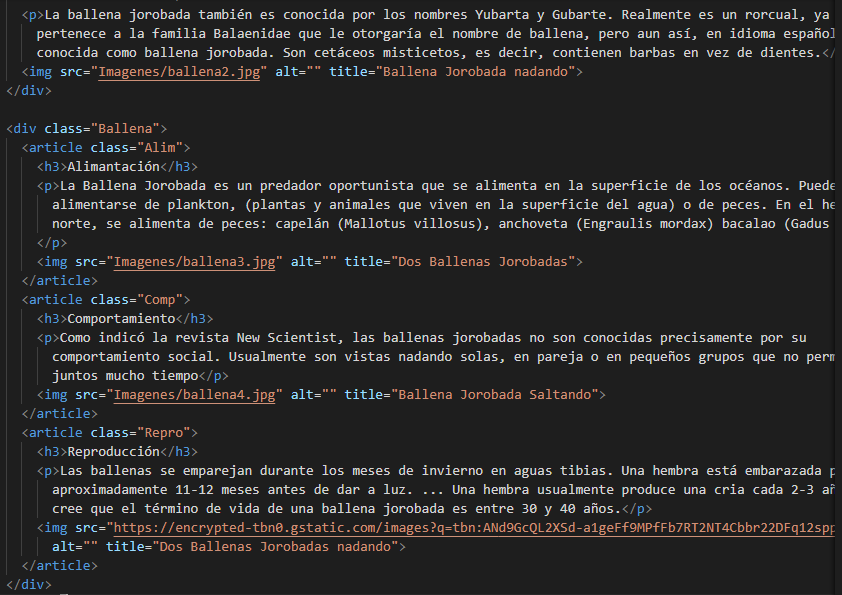 <p>La ballena jorobada también es conocida por los nombres Yubarta y Gubarte. Realmente es un rorcual, ya
pertenece a la familia Balaenidae que le otorgaría el nombre de ballena, pero aun así, en idioma español
conocida como ballena jorobada. Son cetáceos misticetos, es decir, contienen barbas en vez de dientes.</
<img src="Imagenes/ballena2.jpg" alt="" title="Ballena Jorobada nadando">
</div>
<div class="Ballena">
<article class="Alim">
<h3>Alimantación</h3>
<p>La Ballena Jorobada es un predador oportunista que se alimenta en la superficie de los océanos. Puede
alimentarse de plankton, (plantas y animales que viven en la superficie del agua) o de peces. En el he
norte, se alimenta de peces: capelán (Mallotus villosus), anchoveta (Engraulis mordax) bacalao (Gadus
</p>
<img src="Imagenes/ballena3.jpg" alt="" title="Dos Ballenas Jorobadas">
</article>
<article class="Comp">
<h3>Comportamiento</h3>
<p>Como indicó la revista New Scientist, las ballenas jorobadas no son conocidas precisamente por su
comportamiento social. Usualmente son vistas nadando solas, en pareja o en pequeños grupos que no perm
juntos mucho tiempo</p>
<img src="Imagenes/ballena4.jpg" alt="" title="Ballena Jorobada Saltando">
</article>
<article class="Repro">
<h3>Reproducción</h3>
<p>Las ballenas se emparejan durante los meses de invierno en aguas tibias. Una hembra está embarazada p
aproximadamente 11-12 meses antes de dar a luz. ... Una hembra usualmente produce una cria cada 2-3 añ
cree que el término de vida de una ballena jorobada es entre 30 y 40 años.</p>
<img src="https://encrypted-tbn0.gstatic.com/images?q=tbn:ANd9GcQL2XSd-a1geFf9MPfFb7RT2NT4Cbbr22DFq12spp
alt="" title="Dos Ballenas Jorobadas nadando">
</article>
</div>